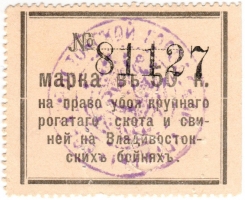 № 81127
Марка въ 50 к.
на право убоя крупнаго
рогатаго скота и сви-
ней на Владивосток-
скихъ бойняхъ.